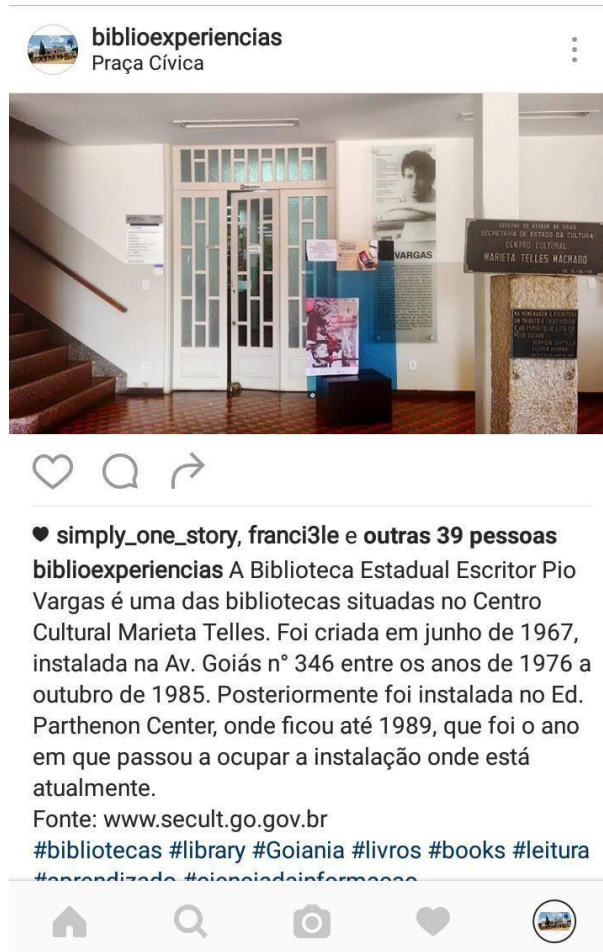 biblioexperiencias
Praça Cívica
VARGAS
GOVERNO DO ESTADO DE GOIÁS
SECRETARIA DE ESTADO DA CULTURA
CENTRO CULTURAL
MARIETA TELLES MACHADO
simply_one_story, franci3le e outras 39 pessoas
biblioexperiencias A Biblioteca Estadual Escritor Pio
Vargas é uma das bibliotecas situadas no Centro
Cultural Marieta Telles. Foi criada em junho de 1967,
instalada na Av. Goiás n° 346 entre os anos de 1976 a
outubro de 1985. Posteriormente foi instalada no Ed.
Parthenon Center, onde ficou até 1989, que foi o ano
em que passou a ocupar a instalação onde está
atualmente.
Fonte: www.secult.go.gov.br
#bibliotecas #library #Goiania #livros #books #leitura
#aprendizado #cienciadainformacao